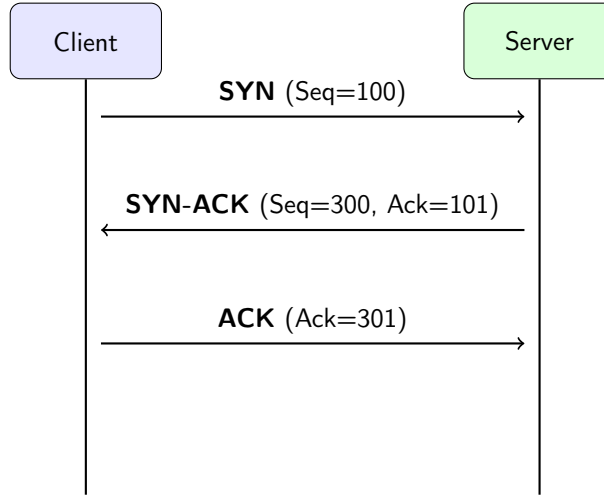 Client
Server
SYN (Seq=100)
SYN-ACK (Seq=300, Ack=101)
ACK (Ack=301)